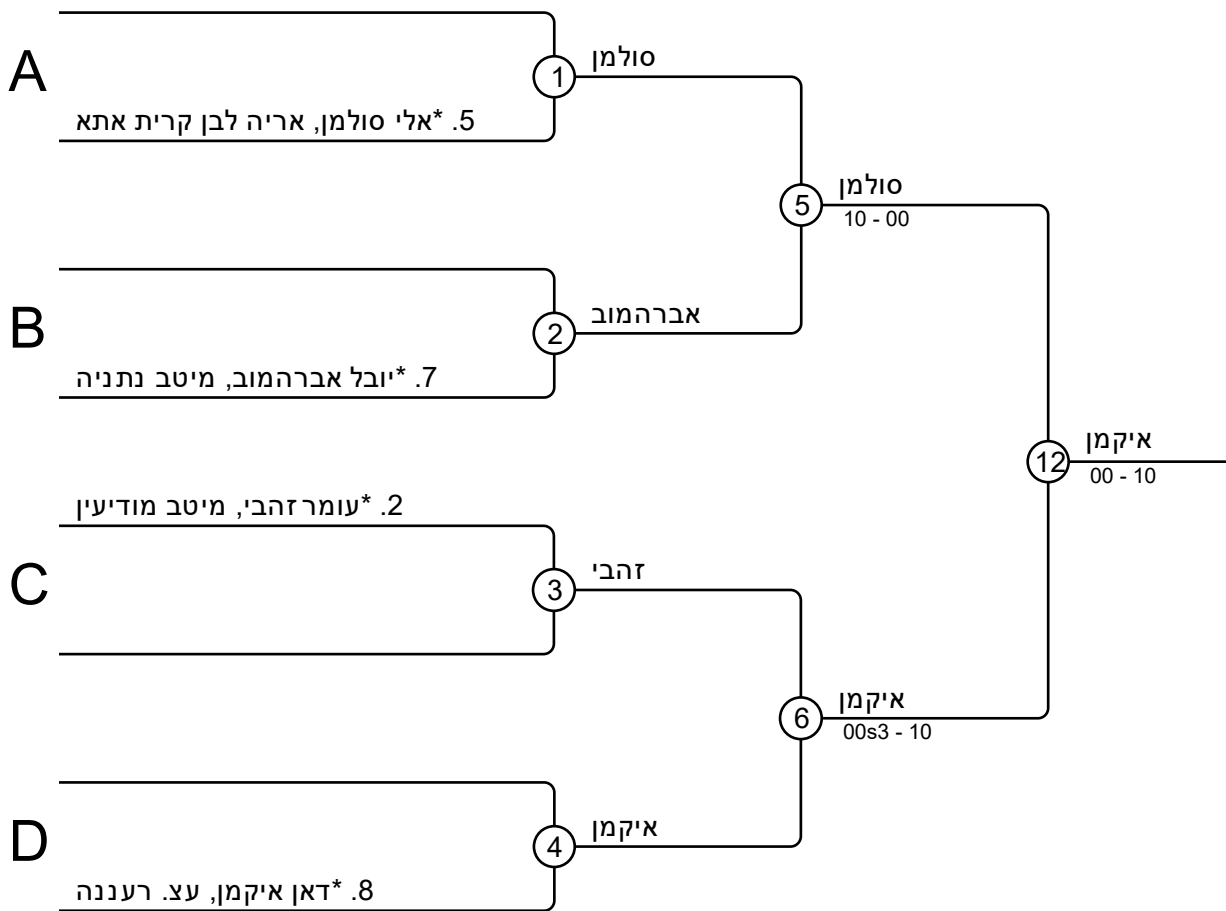 A
1
סולמן
5. *אלי סולמן, אריה לבן קרית אתא
5
סולמן
10 - 00
B
2
אברהמוב
7. *יובל אברהמוב, מיטב נתניה
12
איקמן
00 - 10
2. *עומר זהבי, מיטב מודיעין
C
3
זהבי
6
איקמן
00s3 - 10
D
4
איקמן
8. *דאן איקמן, עצ. רעננה